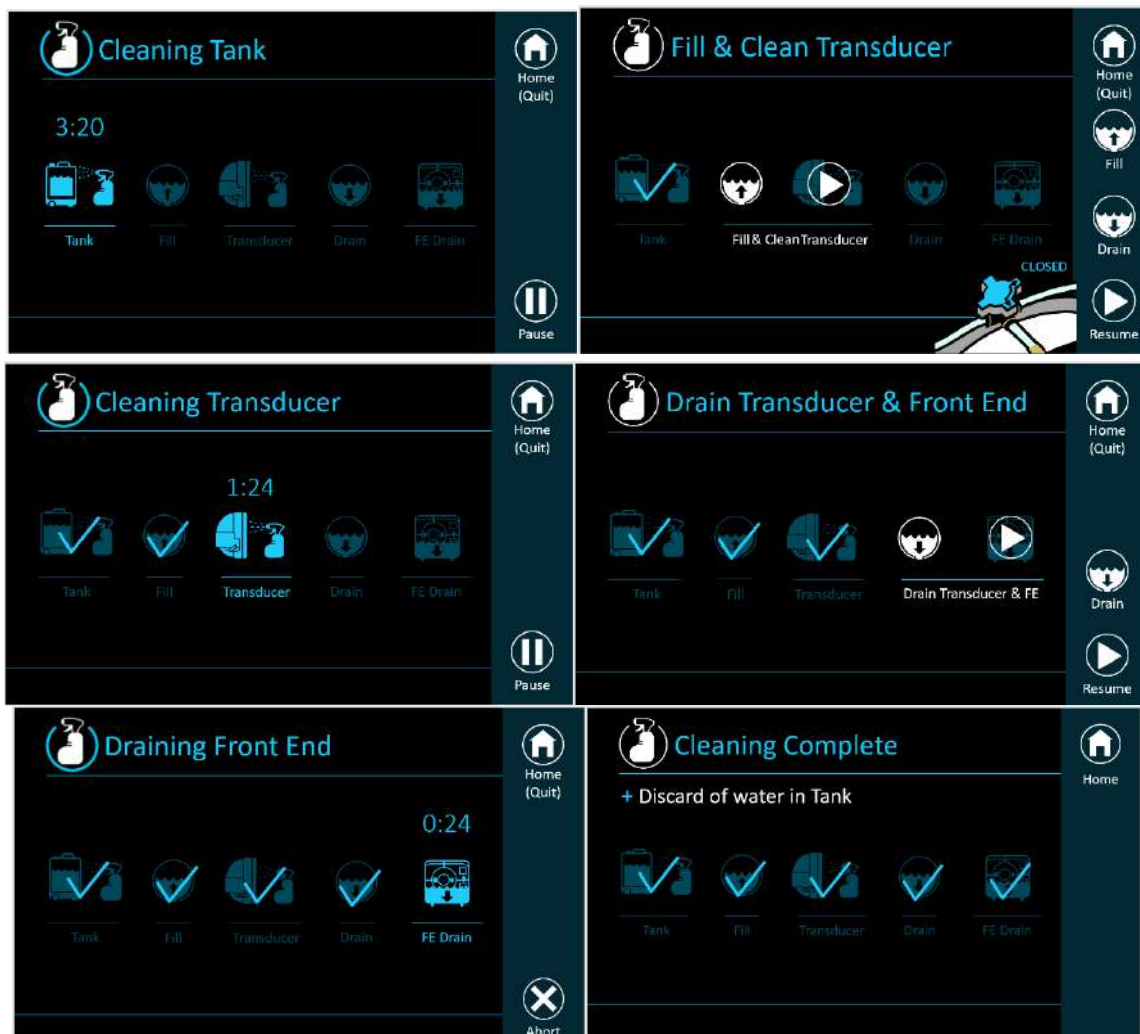 Cleaning Tank
Home
(Quit)
3:20
Tank
Fill
Transducer
Drain
FE Drain
Pause
Fill & Clean Transducer
Home
(Quit)
Fill
Tank
Fill & Clean Transducer
Drain
FE Drain
Drain
CLOSED
Resume
Cleaning Transducer
Home
(Quit)
1:24
Tank
Fill
Transducer
Drain
FE Drain
Pause
Drain Transducer & Front End
Home
(Quit)
Tank
Fill
Transducer
Drain Transducer & FE
Drain
Resume
Draining Front End
Home
(Quit)
0:24
Tank
Fill
Transducer
Drain
FE Drain
Abort
Cleaning Complete
Home
+ Discard of water in Tank
Tank
Fill
Transducer
Drain
FE Drain